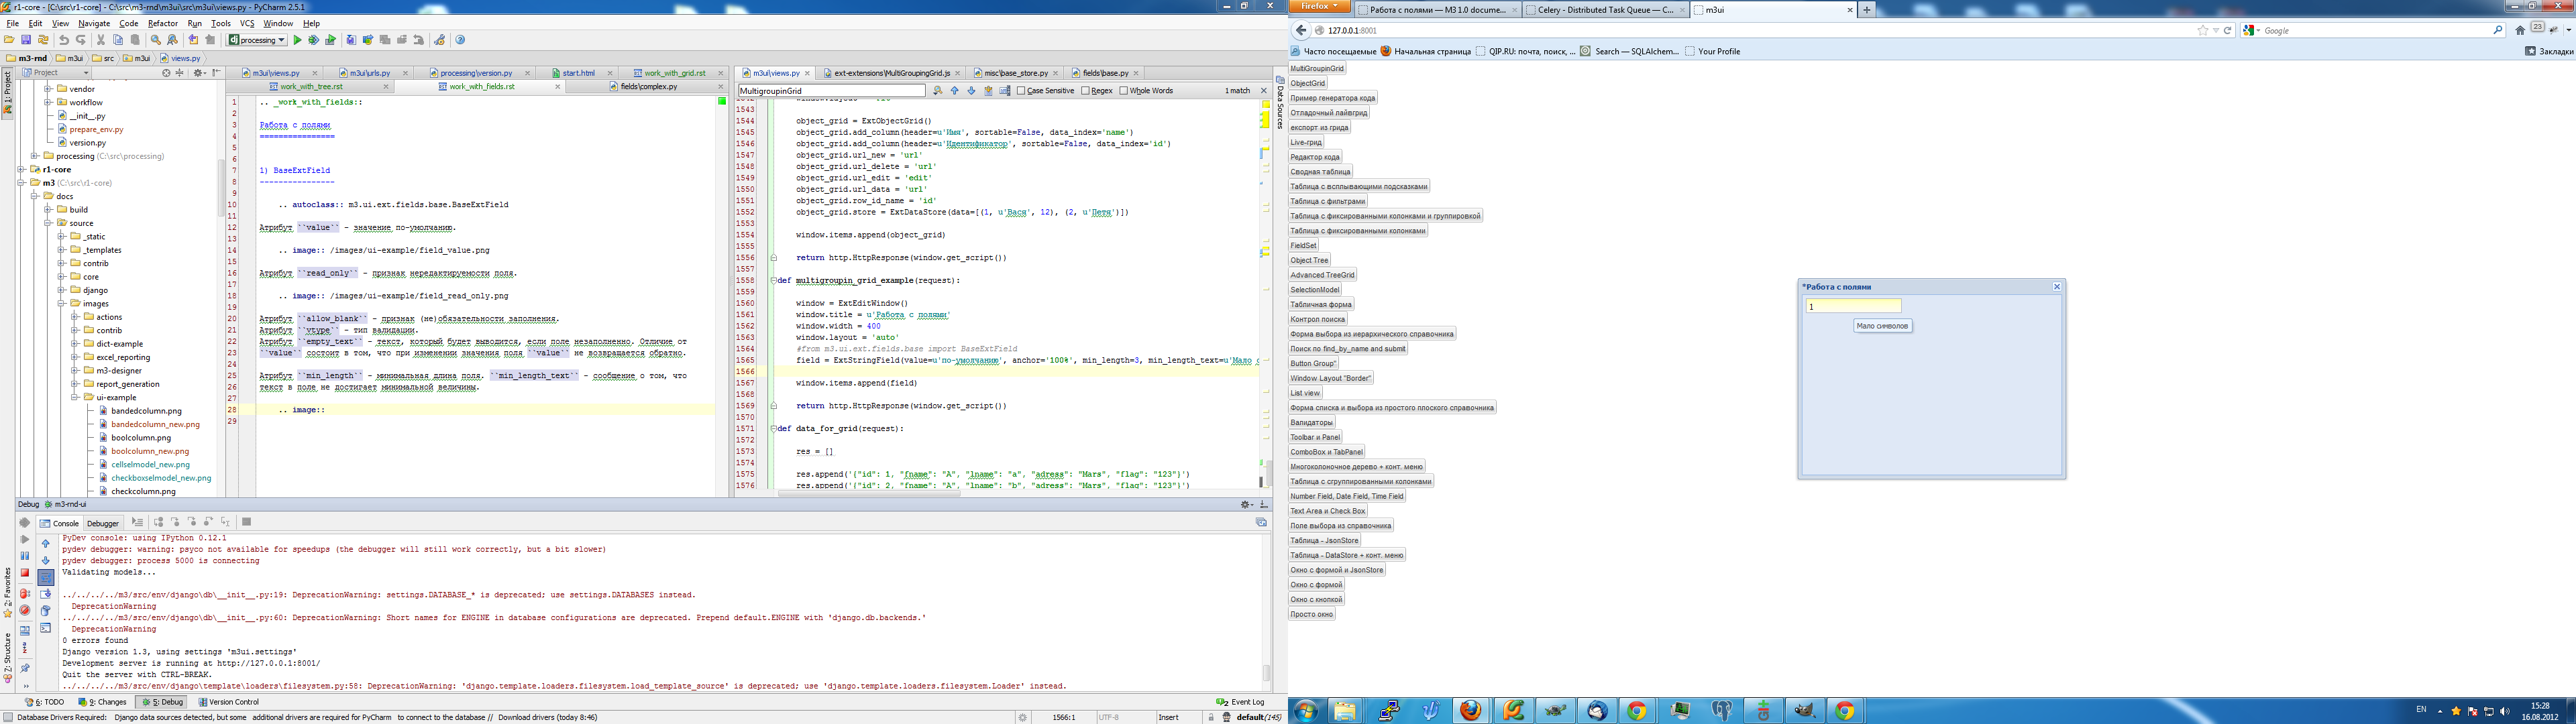 r1-core - [C:\src\r1-core] - C:\src\m3-rnd\m3ui\src\m3ui\views.py - PyCharm 2.5.1
File Edit View Navigate Code Refactor Run Tools VCS Window Help
processing
m3-rnd m3ui src m3ui views.py
1: Project
2: Favorites
Z: Structure
Data Sources
Project
vendor
workflow
__init__.py
prepare_env.py
version.py
processing (C:\src\processing)
r1-core
m3 (C:\src\r1-core)
docs
build
source
_static
_templates
contrib
core
django
images
actions
contrib
dict-example
excel_reporting
m3-designer
report_generation
ui-example
bandedcolumn.png
bandedcolumn_new.png
boolcolumn.png
boolcolumn_new.png
cellselmodel_new.png
checkboxselmodel_new.png
checkcolumn.png
m3ui\views.py m3ui\urls.py processing\version.py start.html work_with_grid.rst
work_with_tree.rst work_with_fields.rst fields\complex.py
1 .. _work_with_fields::
2
3 Работа с полями
4 ===============
5
6
7 1) BaseExtField
8 ----------------
9
10 .. autoclass:: m3.ui.ext.fields.base.BaseExtField
11
12 Атрибут ``value`` - значение по-умолчанию.
13
14 .. image:: /images/ui-example/field_value.png
15
16 Атрибут ``read_only`` - признак нередактируемости поля.
17
18 .. image:: /images/ui-example/field_read_only.png
19
20 Атрибут ``allow_blank`` - признак (не)обязательности заполнения.
21 Атрибут ``vtype`` - тип валидации.
22 Атрибут ``empty_text`` - текст, который будет выводится, если поле незаполненно. Отличие от
23 ``value`` состоит в том, что при изменении значения поля ``value`` не возвращается обратно.
24
25 Атрибут ``min_length`` - минимальная длина поля. ``min_length_text`` - сообщение о том, что
26 текст в поле не достигает минимальной величины.
27
28 .. image::
29
m3ui\views.py ext-extensions\MultiGroupingGrid.js misc\base_store.py fields\base.py
MultigroupinGrid Case Sensitive Regex Whole Words 1 match
1543
1544 object_grid = ExtObjectGrid()
1545 object_grid.add_column(header=u'Имя', sortable=False, data_index='name')
1546 object_grid.add_column(header=u'Идентификатор', sortable=False, data_index='id')
1547 object_grid.url_new = 'url'
1548 object_grid.url_delete = 'url'
1549 object_grid.url_edit = 'edit'
1550 object_grid.url_data = 'url'
1551 object_grid.row_id_name = 'id'
1552 object_grid.store = ExtDataStore(data=[(1, u'Вася', 12), (2, u'Петя')])
1553
1554 window.items.append(object_grid)
1555
1556 return http.HttpResponse(window.get_script())
1557
1558 def multigroupin_grid_example(request):
1559
1560 window = ExtEditWindow()
1561 window.title = u'Работа с полями'
1562 window.width = 400
1563 window.layout = 'auto'
1564 #from m3.ui.ext.fields.base import BaseExtField
1565 field = ExtStringField(value=u'по-умолчанию', anchor='100%', min_length=3, min_length_text=u'Мало с
1566
1567 window.items.append(field)
1568
1569 return http.HttpResponse(window.get_script())
1570
1571 def data_for_grid(request):
1572
1573 res = []
1574
1575 res.append('{"id": 1, "fname": "A", "lname": "a", "adress": "Mars", "flag": "123"}')
1576 res.append('{"id": 2, "fname": "A", "lname": "b", "adress": "Mars", "flag": "123"}')
Debug m3-rnd-ui
Console Debugger
PyDev console: using IPython 0.12.1
pydev debugger: warning: psyco not available for speedups (the debugger will still work correctly, but a bit slower)
pydev debugger: process 5000 is connecting
Validating models...
../../../../m3/src/env/django\db\__init__.py:19: DeprecationWarning: settings.DATABASE_* is deprecated; use settings.DATABASES instead.
DeprecationWarning
../../../../m3/src/env/django\db\__init__.py:60: DeprecationWarning: Short names for ENGINE in database configurations are deprecated. Prepend default.ENGINE with 'django.db.backends.'
DeprecationWarning
0 errors found
Django version 1.3, using settings 'm3ui.settings'
Development server is running at http://127.0.0.1:8001/
Quit the server with CTRL-BREAK.
../../../../m3/src/env/django\template\loaders\filesystem.py:58: DeprecationWarning: 'django.template.loaders.filesystem.load_template_source' is deprecated; use 'django.template.loaders.filesystem.Loader' instead.
6: TODO 9: Changes 5: Debug Version Control 2 Event Log
Database Drivers Required: Django data sources detected, but some additional drivers are required for PyCharm to connect to the database // Download drivers (today 8:46) 1566:1 UTF-8 Insert default/(145)
Firefox
Работа с полями — M3 1.0 docume... Celery - Distributed Task Queue — C... m3ui
127.0.0.1:8001 Google 23
Часто посещаемые Начальная страница QIP.RU: почта, поиск, ... Search — SQLAlchem... Your Profile Закладки
MultiGroupinGrid
ObjectGrid
Пример генератора кода
Отладочный лайвгрид
експорт из грида
Live-грид
Редактор кода
Сводная таблица
Таблица с всплывающими подсказками
Таблица с фильтрами
Таблица с фиксированными колонками и группировкой
Таблица с фиксированными колонками
FieldSet
Object Tree
Advanced TreeGrid
SelectionModel
Табличная форма
Контрол поиска
Форма выбора из иерархического справочника
Поиск по find_by_name and submit
Button Group"
Window Layout "Border"
List view
Форма списка и выбора из простого плоского справочника
Валидаторы
Toolbar и Panel
ComboBox и TabPanel
Многоколоночное дерево + конт. меню
Таблица с сгруппированными колонками
Number Field, Date Field, Time Field
Text Area и Check Box
Поле выбора из справочника
Таблица - JsonStore
Таблица - DataStore + конт. меню
Окно с формой и JsonStore
Окно с формой
Окно с кнопкой
Просто окно
*Работа с полями
1
Мало символов
EN 15:28
16.08.2012